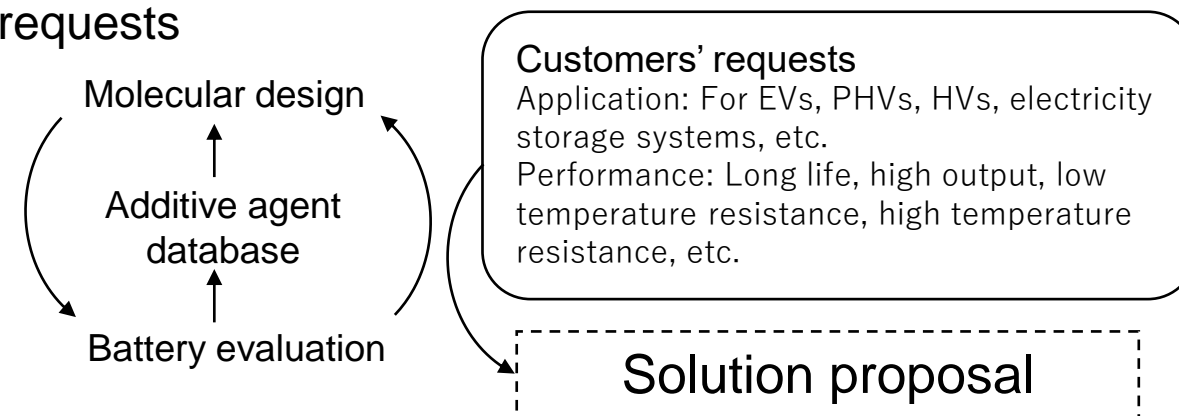 requests
Molecular design
Additive agent
database
Battery evaluation
Customers’ requests
Application: For EVs, PHVs, HVs, electricity
storage systems, etc.
Performance: Long life, high output, low
temperature resistance, high temperature
resistance, etc.
Solution proposal